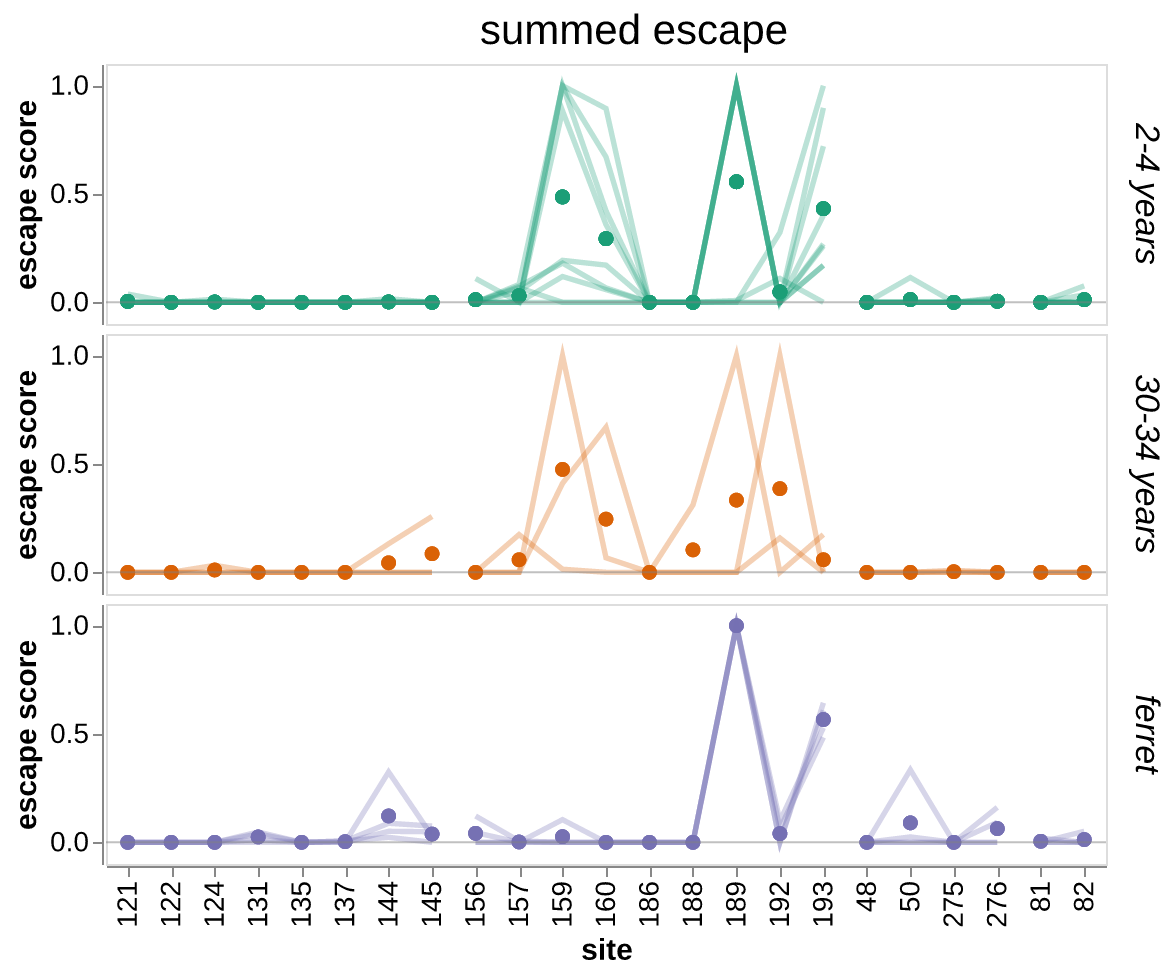 summed escape
escape score
1.0
0.5
0.0
2-4 years
escape score
1.0
0.5
0.0
30-34 years
escape score
1.0
0.5
0.0
ferret
121 122 124 131 135 137 144 145 156 157 159 160 186 188 189 192 193 48 50 275 276 81 82
site